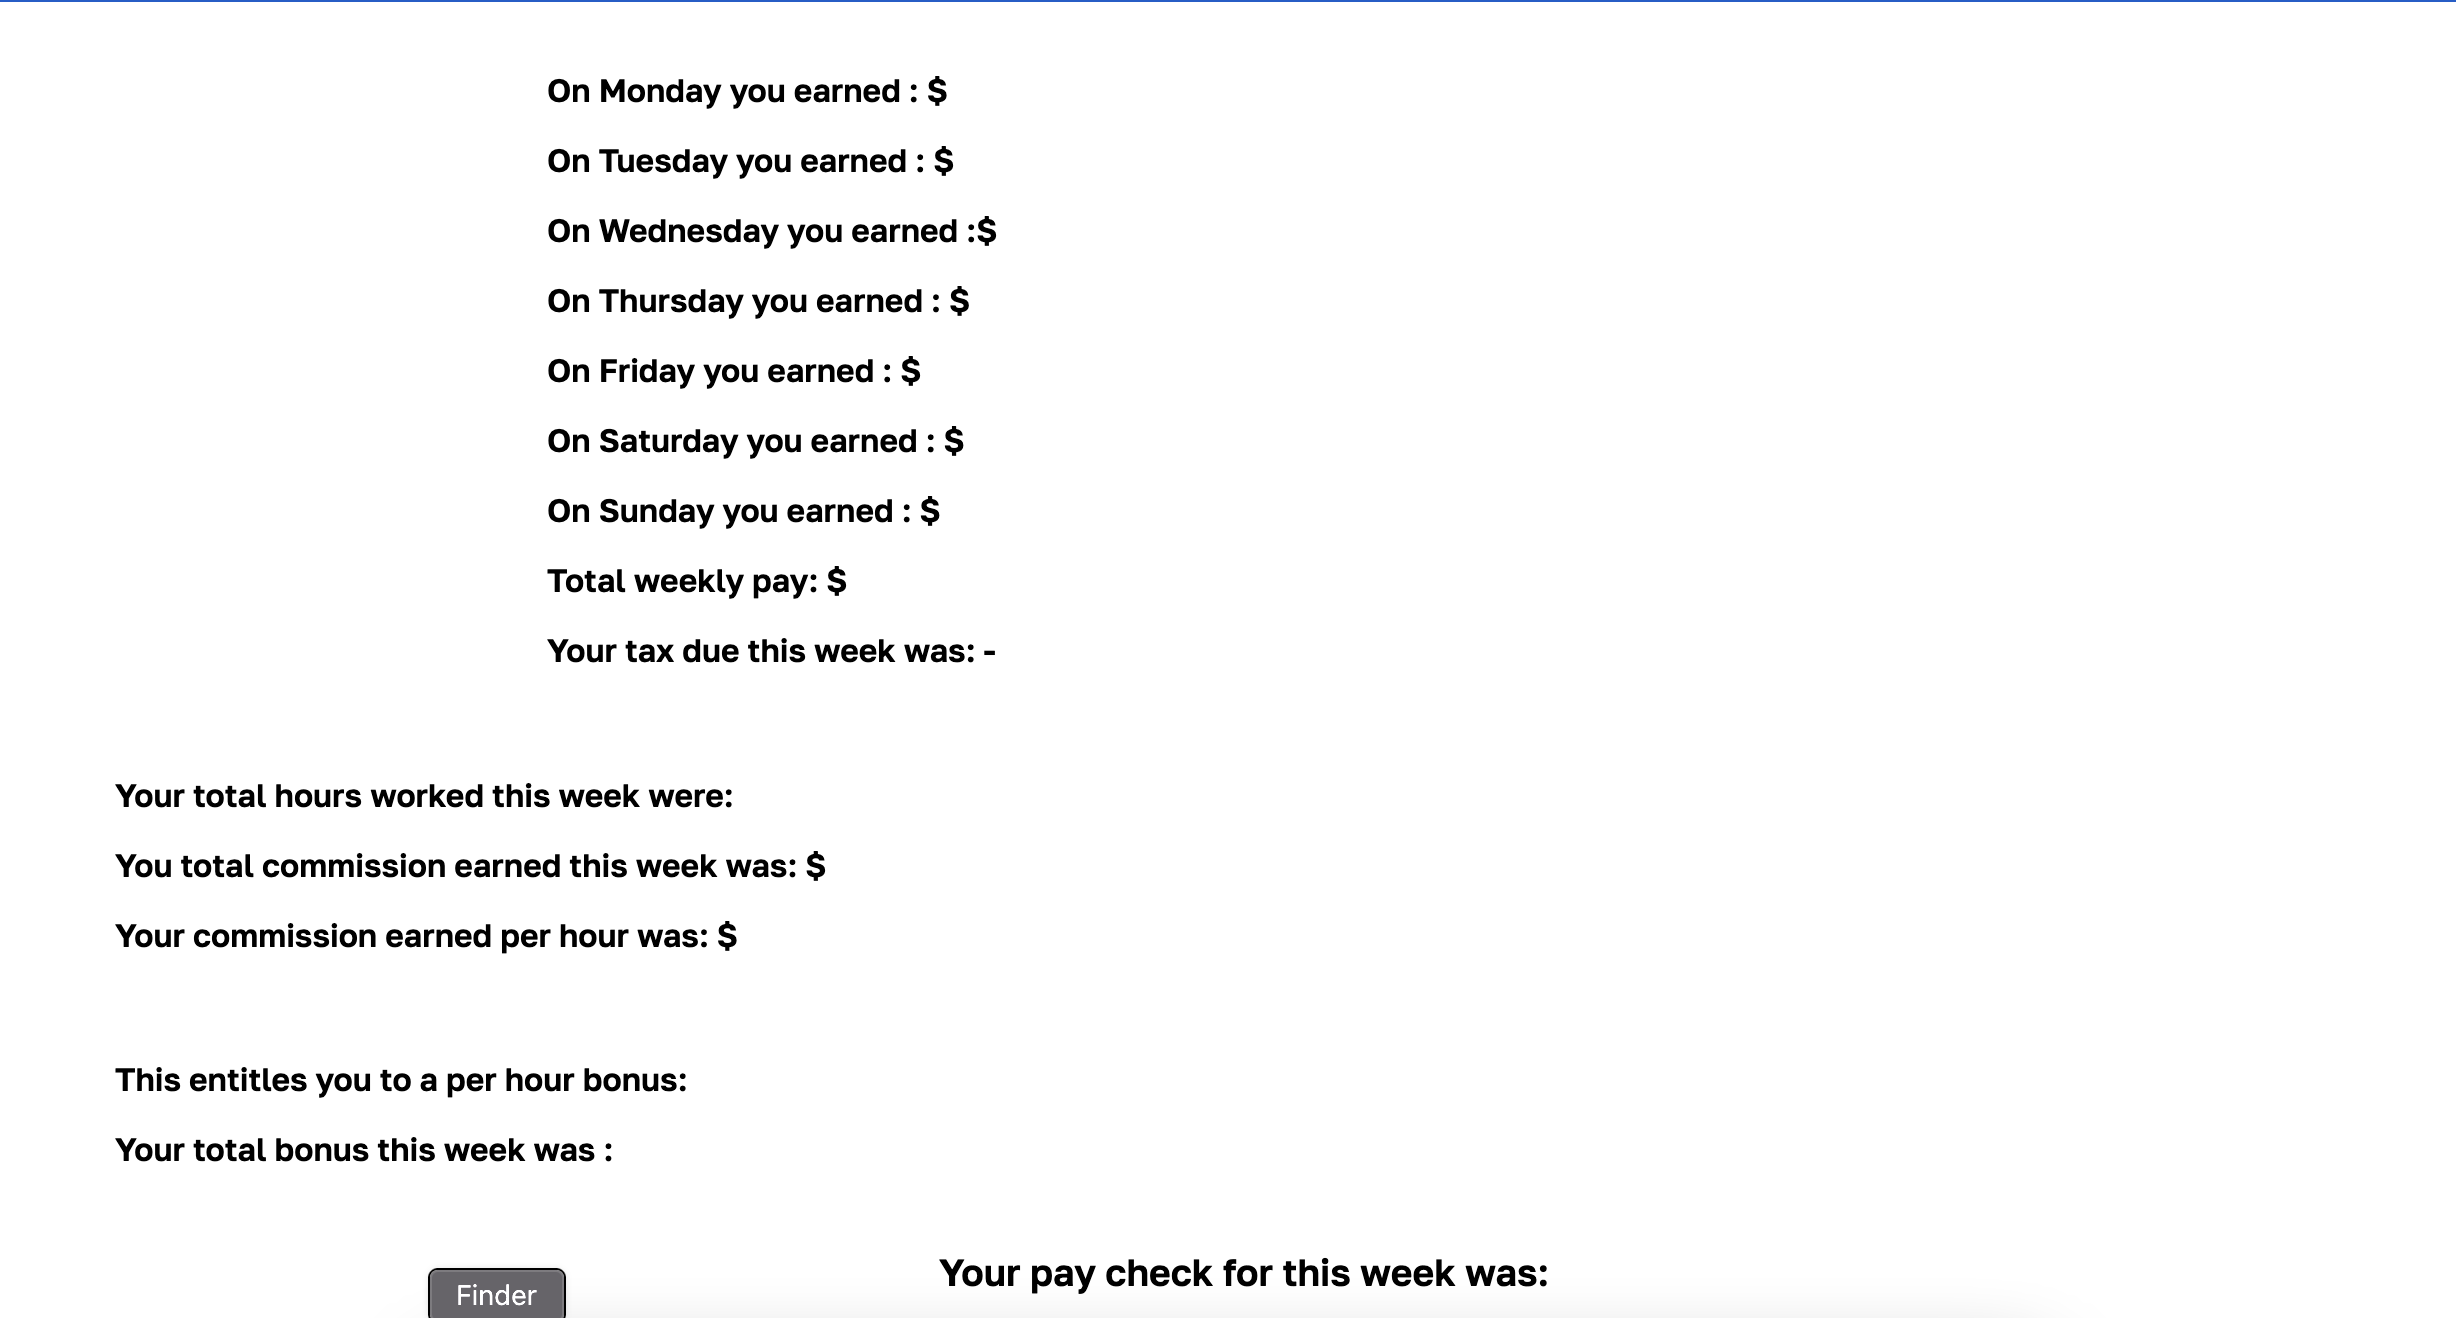 On Monday you earned : $
On Tuesday you earned : $
On Wednesday you earned :$
On Thursday you earned : $
On Friday you earned : $
On Saturday you earned : $
On Sunday you earned : $
Total weekly pay: $
Your tax due this week was: -
Your total hours worked this week were:
You total commission earned this week was: $
Your commission earned per hour was: $
This entitles you to a per hour bonus:
Your total bonus this week was :
Your pay check for this week was:
Finder